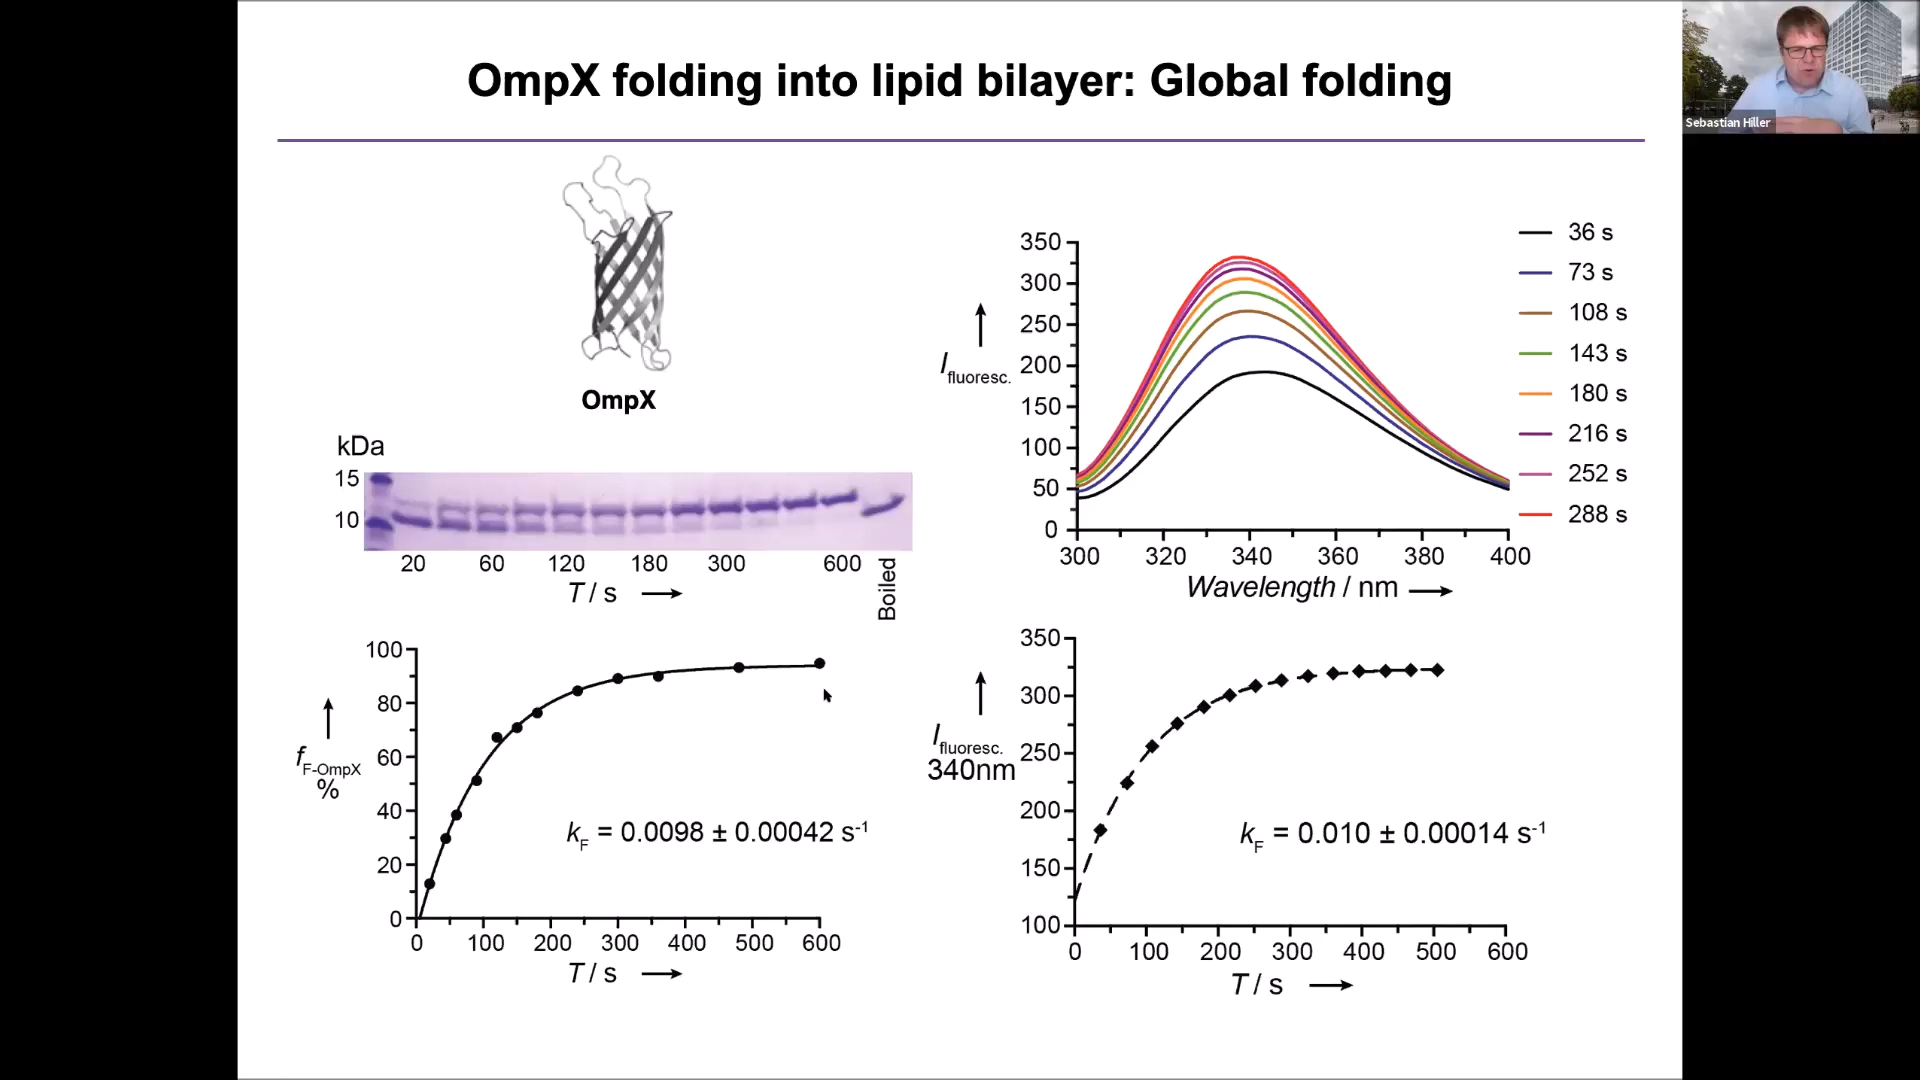 OmpX folding into lipid bilayer: Global folding
Sebastian Hiller
OmpX
kDa
15
10
20 60 120 180 300 600 Boiled
T / s
100
80
60
40
20
0
f F-OmpX
%
kF = 0.0098 ± 0.00042 s-1
0 100 200 300 400 500 600
T / s
350
300
250
200
150
100
50
0
I fluoresc.
300 320 340 360 380 400
Wavelength / nm
36 s
73 s
108 s
143 s
180 s
216 s
252 s
288 s
350
300
250
200
150
100
I fluoresc.
340nm
kF = 0.010 ± 0.00014 s-1
0 100 200 300 400 500 600
T / s